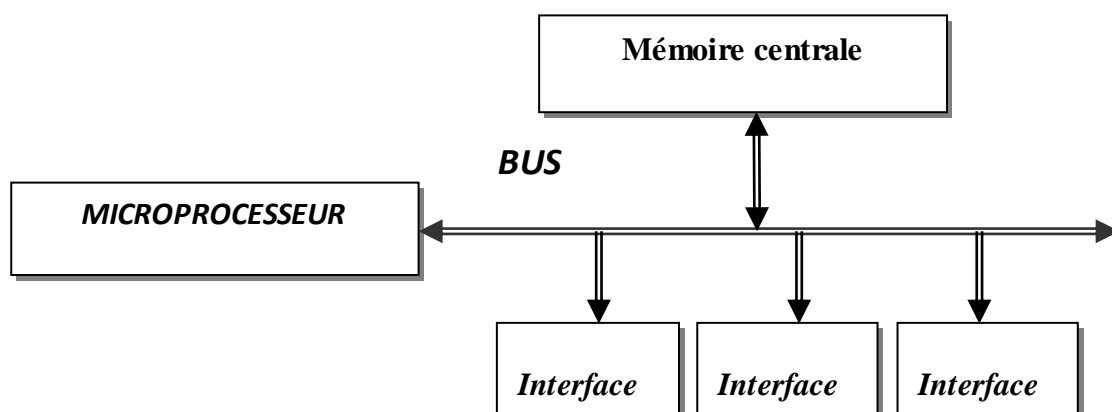 Mémoire centrale
BUS
MICROPROCESSEUR
Interface
Interface
Interface